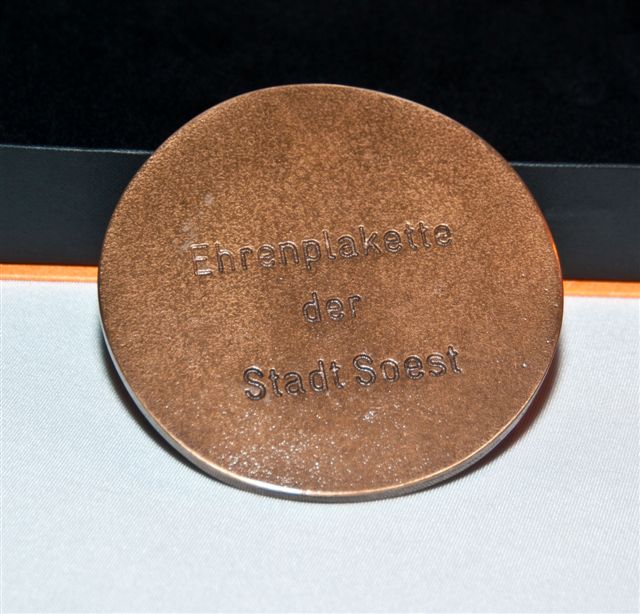 Ehrenplakette
der
Stadt Soest